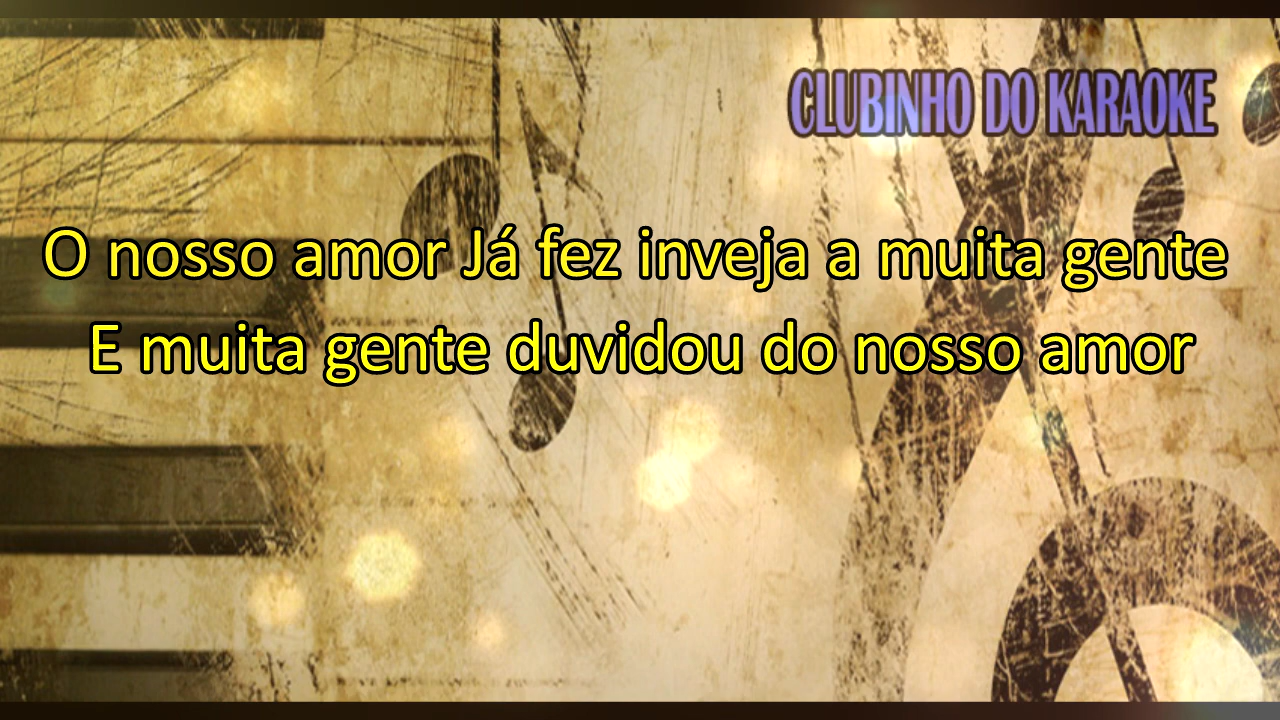 CLUBINHO DO KARAOKE
O nosso amor Já fez inveja a muita gente
E muita gente duvidou do nosso amor